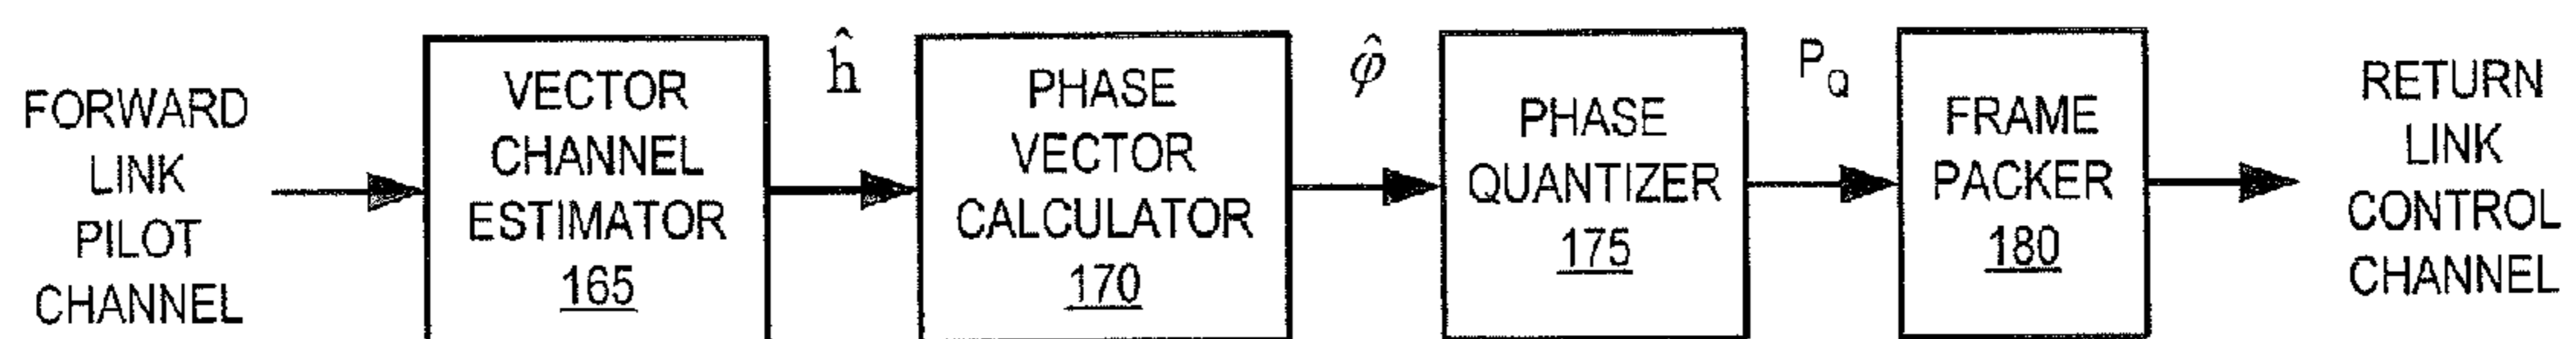 FORWARD
LINK
PILOT
CHANNEL
VECTOR
CHANNEL
ESTIMATOR
165
ĥ
PHASE
VECTOR
CALCULATOR
170
φ̂
PHASE
QUANTIZER
175
P_Q
FRAME
PACKER
180
RETURN
LINK
CONTROL
CHANNEL